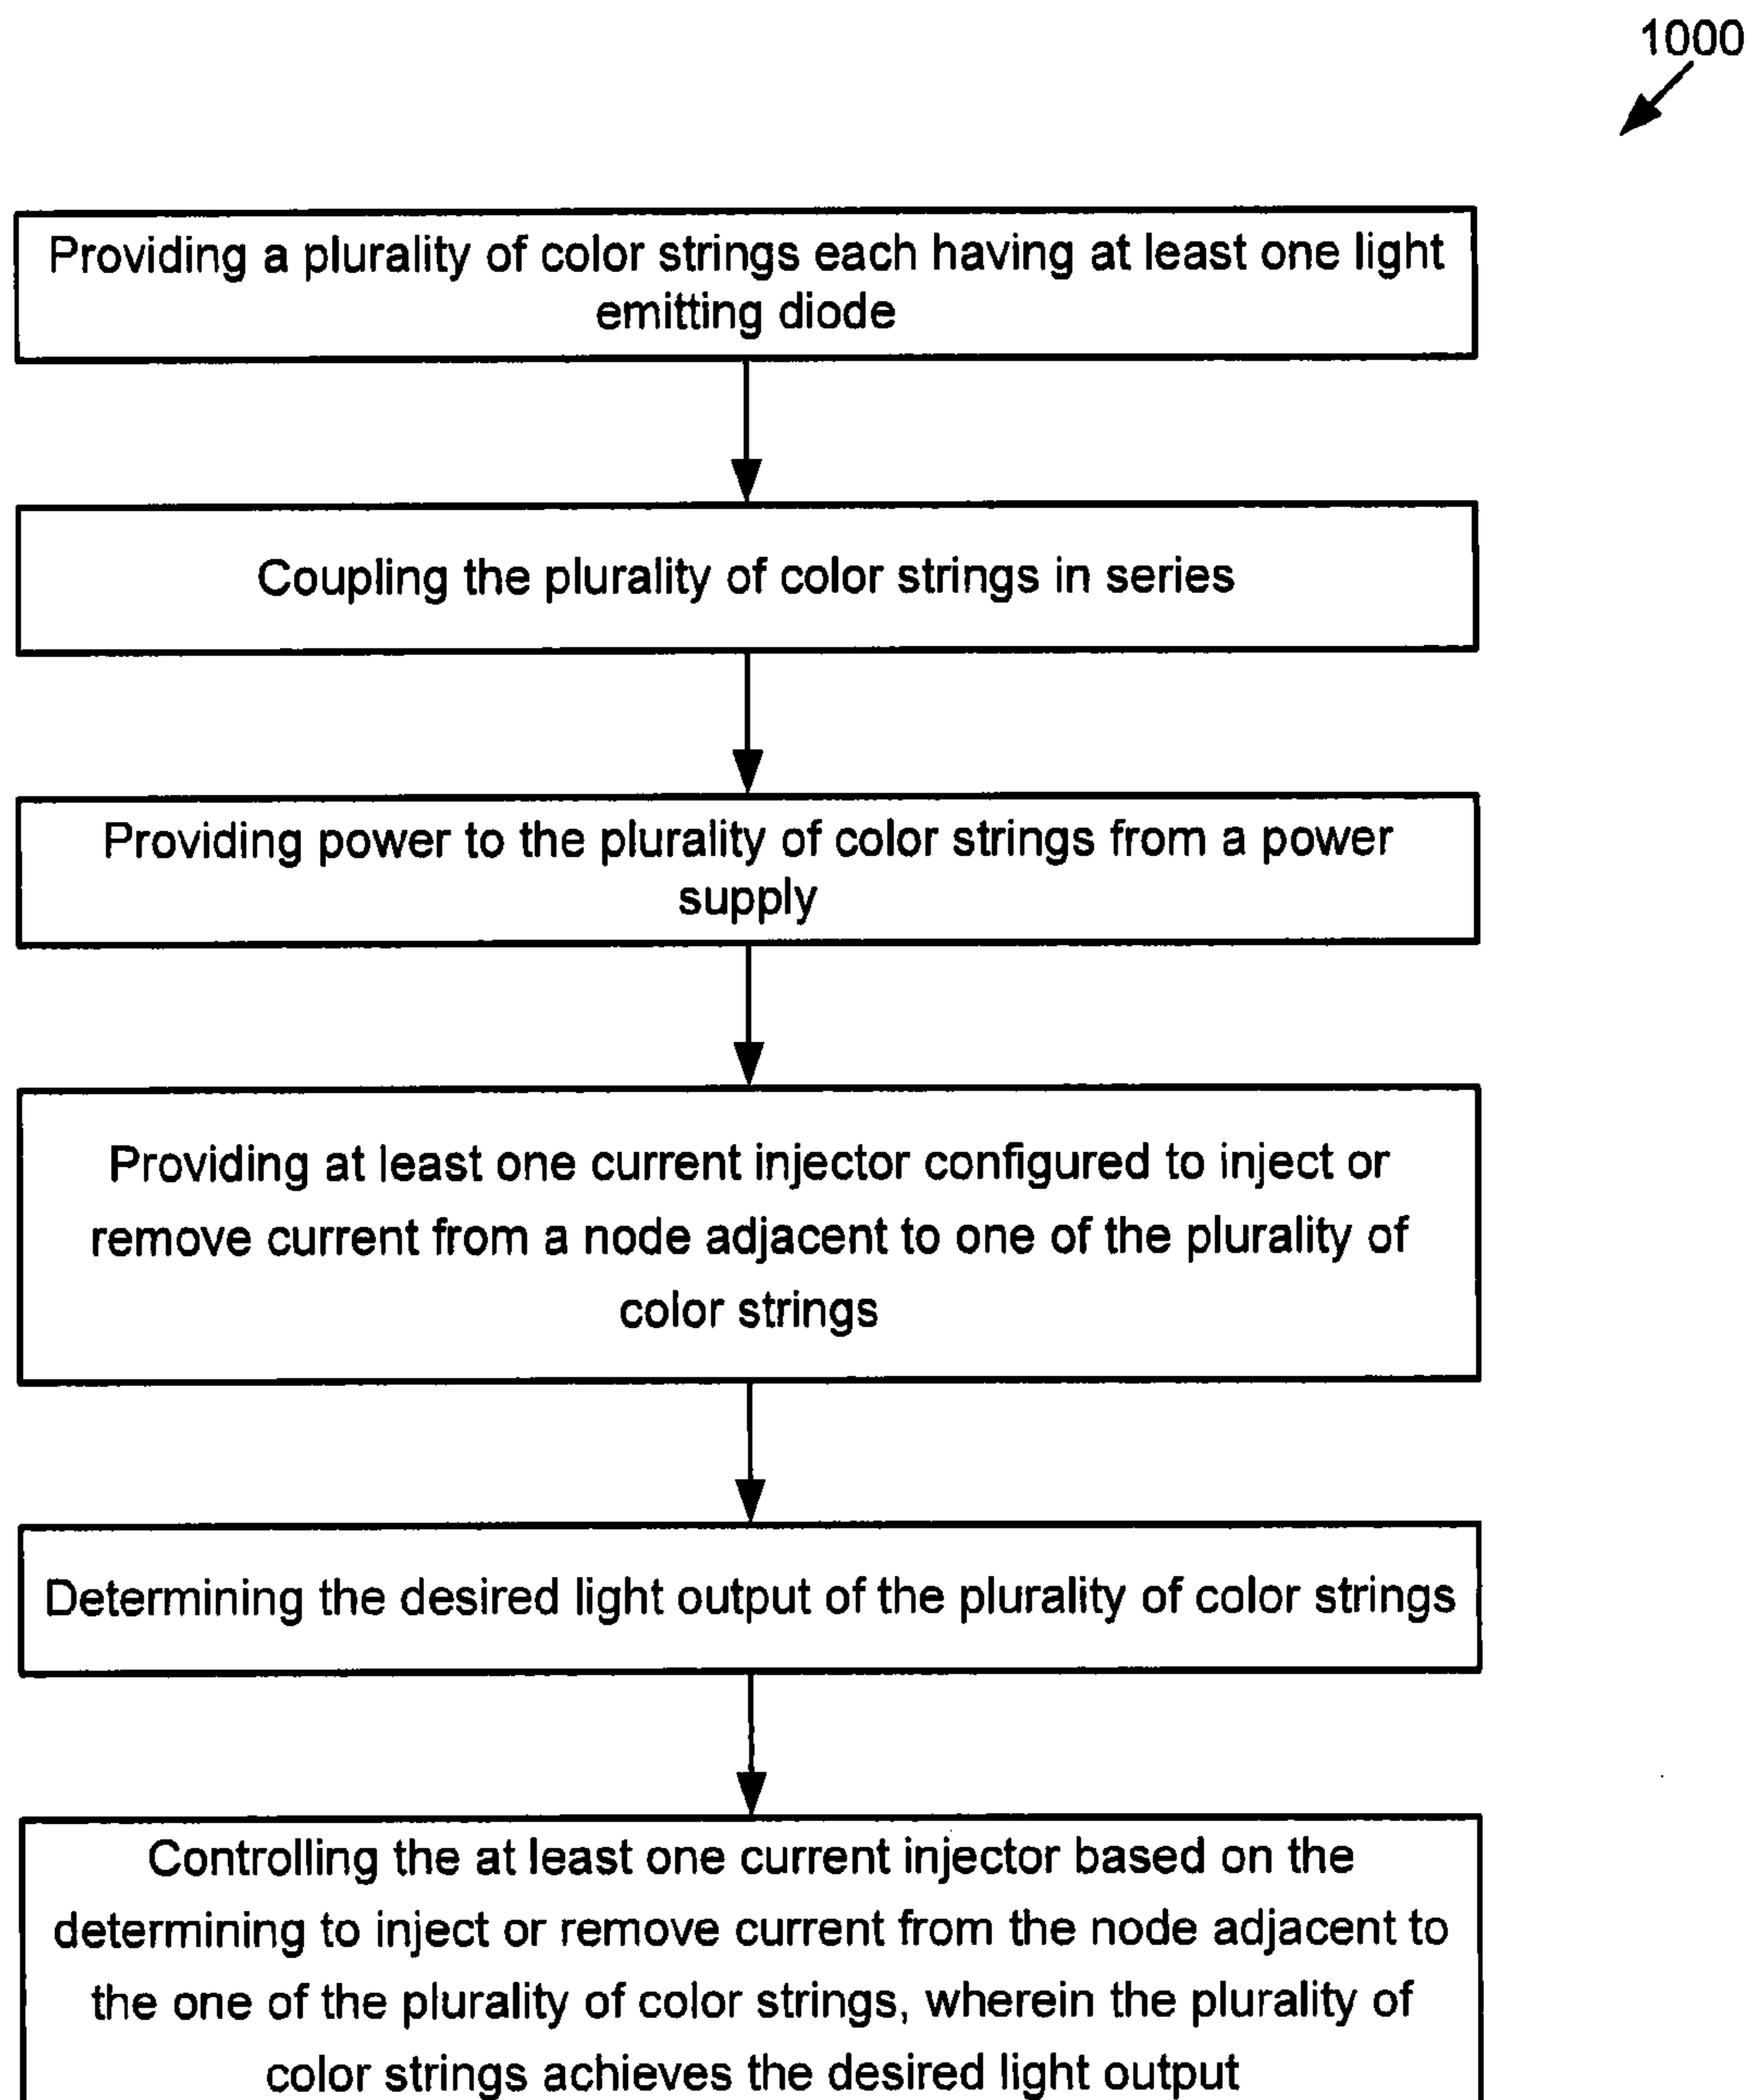 1000
Providing a plurality of color strings each having at least one light
emitting diode
Coupling the plurality of color strings in series
Providing power to the plurality of color strings from a power
supply
Providing at least one current injector configured to inject or
remove current from a node adjacent to one of the plurality of
color strings
Determining the desired light output of the plurality of color strings
Controlling the at least one current injector based on the
determining to inject or remove current from the node adjacent to
the one of the plurality of color strings, wherein the plurality of
color strings achieves the desired light output